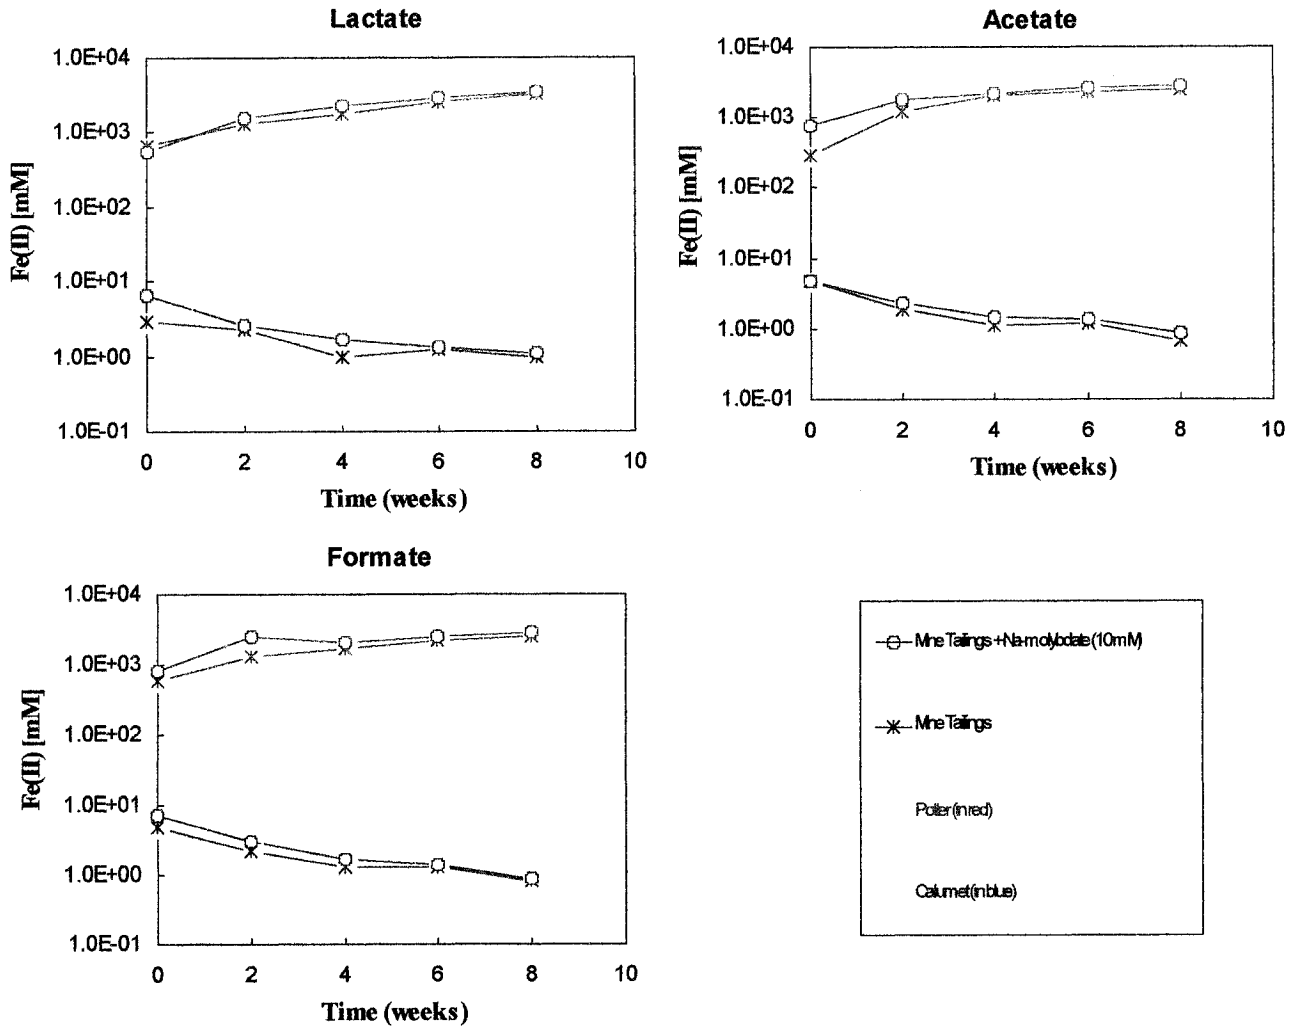 Lactate
1.0E+04
1.0E+03
1.0E+02
1.0E+01
1.0E+00
1.0E-01
Fe(II) [mM]
0 2 4 6 8 10
Time (weeks)
Acetate
1.0E+04
1.0E+03
1.0E+02
1.0E+01
1.0E+00
1.0E-01
Fe(II) [mM]
0 2 4 6 8 10
Time (weeks)
Formate
1.0E+04
1.0E+03
1.0E+02
1.0E+01
1.0E+00
1.0E-01
Fe(II) [mM]
0 2 4 6 8 10
Time (weeks)
Mine Tailings + Na-molybdate (10 mM)
Mine Tailings
(in red)
Calumet (in blue)